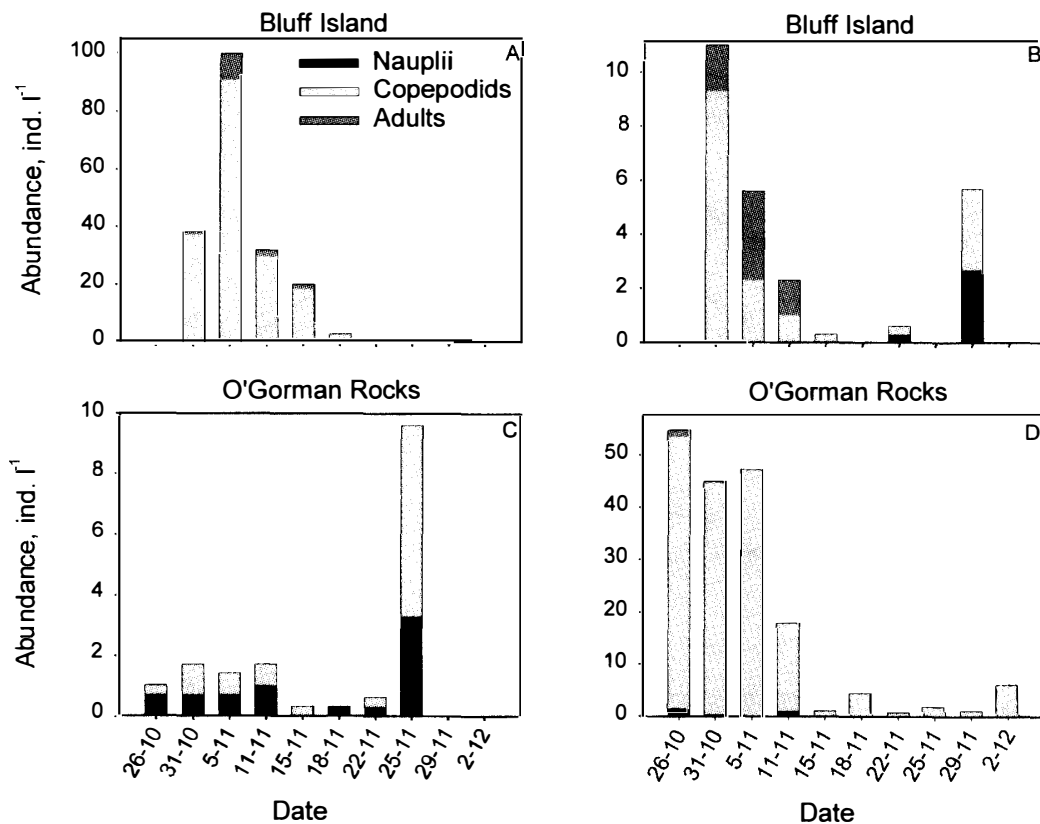 Bluff Island
A
Nauplii
Copepodids
Adults
Abundance, ind. l⁻¹
100
80
60
40
20
0
Bluff Island
B
10
8
6
4
2
0
O'Gorman Rocks
C
Abundance, ind. l⁻¹
10
8
6
4
2
0
26-10
31-10
5-11
11-11
15-11
18-11
22-11
25-11
29-11
2-12
Date
O'Gorman Rocks
D
50
40
30
20
10
0
26-10
31-10
5-11
11-11
15-11
18-11
22-11
25-11
29-11
2-12
Date